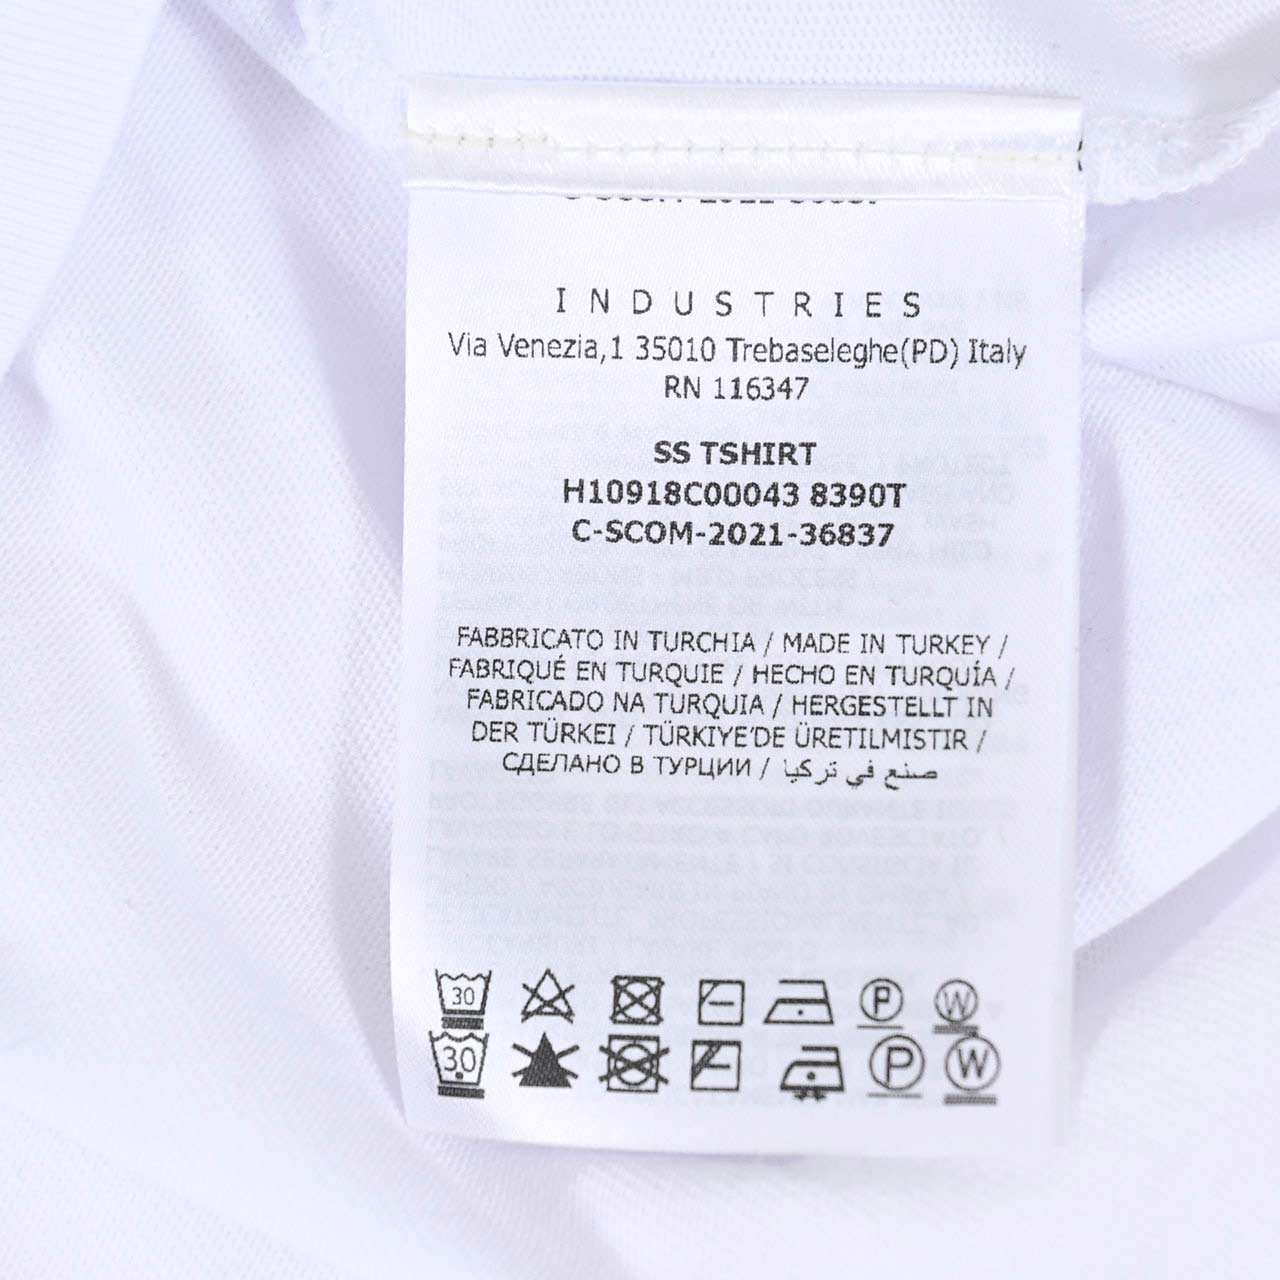 I N D U S T R I E S
Via Venezia,1 35010 Trebaseleghe(PD) Italy
RN 116347
SS TSHIRT
H10918C00043 8390T
C-SCOM-2021-36837
FABBRICATO IN TURCHIA / MADE IN TURKEY /
FABRIQUÉ EN TURQUIE / HECHO EN TURQUÍA /
FABRICADO NA TURQUIA / HERGESTELLT IN
DER TÜRKEI / TÜRKIYE'DE ÜRETILMISTIR /
СДЕЛАНО В ТУРЦИИ / صنع في تركيا
30 P W
30 P W